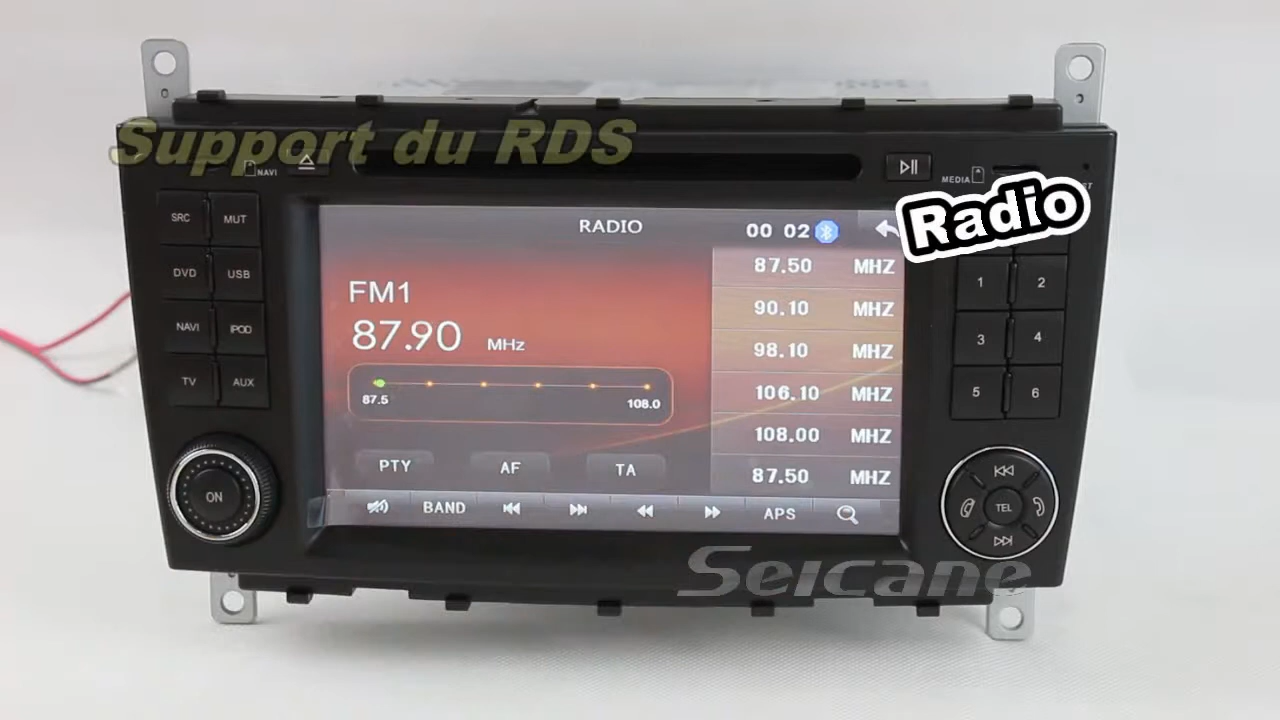 Support du RDS
NAVI
MEDIA
Radio
SRC MUT
DVD USB
NAVI IPOD
TV AUX
ON
RADIO 00 02
FM1
87.90 MHz
87.5 108.0
PTY AF TA
BAND APS
87.50 MHZ
90.10 MHZ
98.10 MHZ
106.10 MHZ
108.00 MHZ
87.50 MHZ
1 2
3 4
5 6
TEL
Seicane